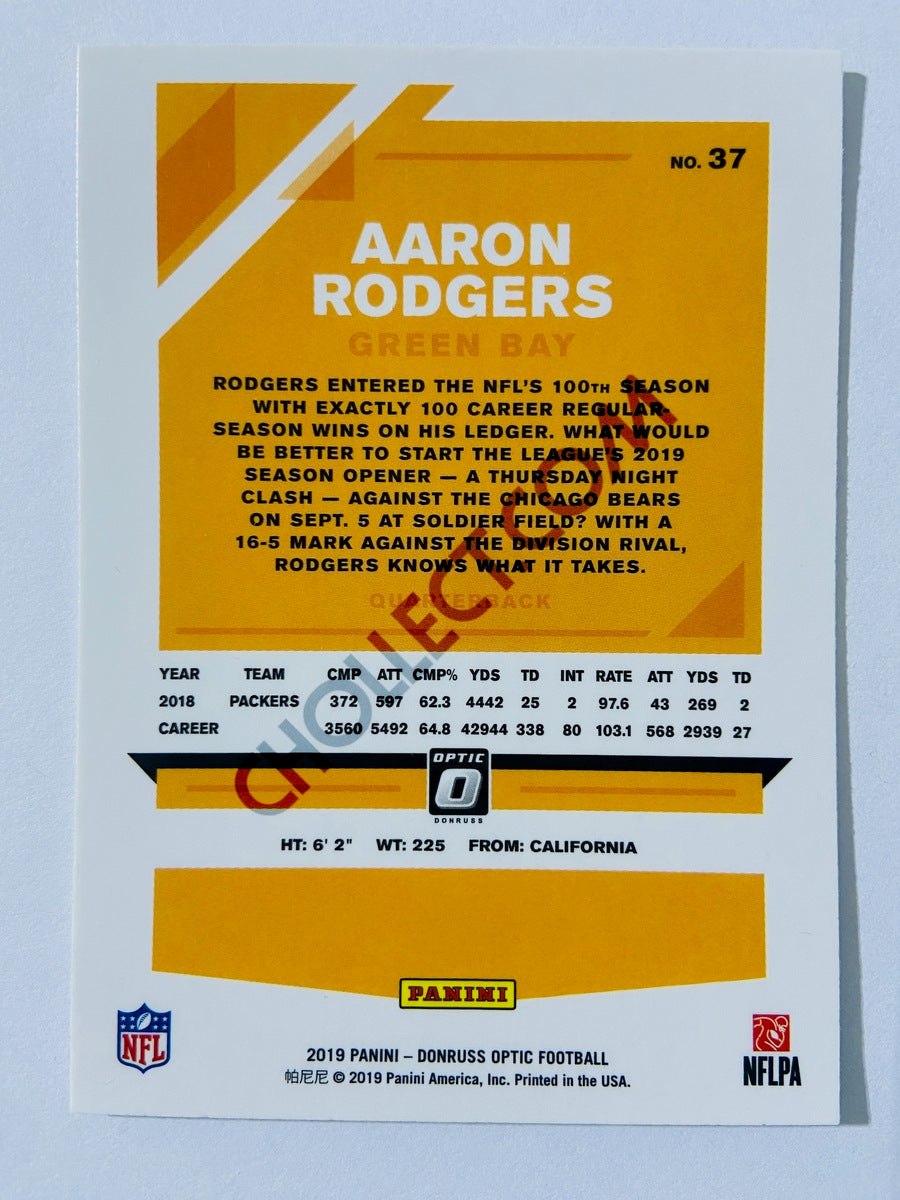 NO. 37
AARON
RODGERS
GREEN BAY
RODGERS ENTERED THE NFL'S 100TH SEASON
WITH EXACTLY 100 CAREER REGULAR-
SEASON WINS ON HIS LEDGER. WHAT WOULD
BE BETTER TO START THE LEAGUE'S 2019
SEASON OPENER — A THURSDAY NIGHT
CLASH — AGAINST THE CHICAGO BEARS
ON SEPT. 5 AT SOLDIER FIELD? WITH A
16-5 MARK AGAINST THE DIVISION RIVAL,
RODGERS KNOWS WHAT IT TAKES.
QUARTERBACK
CHOLLECT.COM
YEAR TEAM CMP ATT CMP% YDS TD INT RATE ATT YDS TD
2018 PACKERS 372 597 62.3 4442 25 2 97.6 43 269 2
CAREER 3560 5492 64.8 42944 338 80 103.1 568 2939 27
OPTIC
O
DONRUSS
HT: 6' 2" WT: 225 FROM: CALIFORNIA
PANINI
NFL
2019 PANINI – DONRUSS OPTIC FOOTBALL
帕尼尼 © 2019 Panini America, Inc. Printed in the USA.
NFLPA